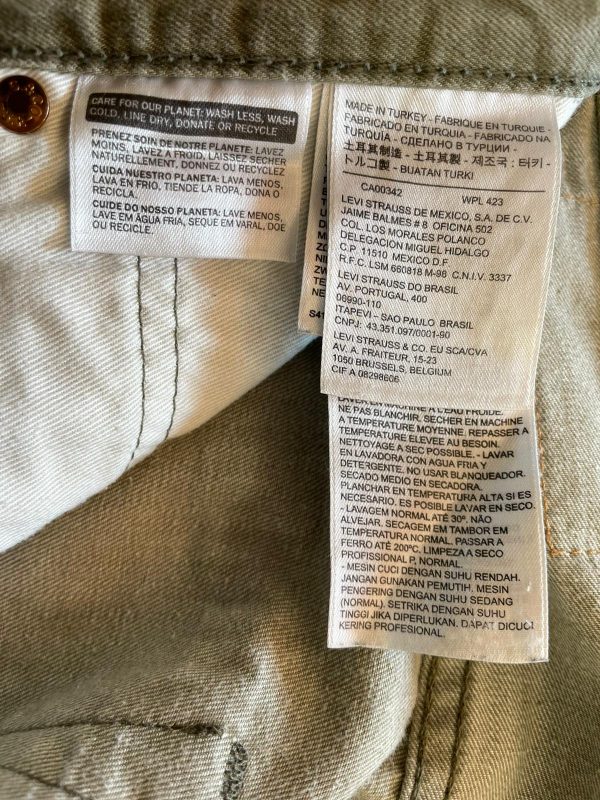 CARE FOR OUR PLANET: WASH LESS, WASH
COLD, LINE DRY, DONATE OR RECYCLE
PRENEZ SOIN DE NOTRE PLANETE: LAVEZ
MOINS, LAVEZ A FROID, LAISSEZ SECHER
NATURELLEMENT, DONNEZ OU RECYCLEZ
CUIDA NUESTRO PLANETA: LAVA MENOS,
LAVA EN FRIO, TIENDE LA ROPA, DONA O
RECICLA.
CUIDE DO NOSSO PLANETA: LAVE MENOS,
LAVE EM ÁGUA FRIA, SEQUE EM VARAL, DOE
OU RECICLE.
S41
MADE IN TURKEY - FABRIQUE EN TURQUIE -
FABRICADO EN TURQUIA - FABRICADO NA
TURQUIA - СДЕЛАНО В ТУРЦИИ -
土耳其制造 - 土耳其製 - 제조국 : 터키 -
トルコ製 - BUATAN TURKI
CA00342 WPL 423
LEVI STRAUSS DE MEXICO, S.A. DE C.V.
JAIME BALMES # 8 OFICINA 502
COL. LOS MORALES POLANCO
DELEGACION MIGUEL HIDALGO
C.P. 11510 MEXICO D.F.
R.F.C. LSM 660818 M-98 C.N.I.V. 3337
LEVI STRAUSS DO BRASIL
AV. PORTUGAL, 400
06690-110
ITAPEVI - SAO PAULO BRASIL
CNPJ: 43.351.097/0001-90
LEVI STRAUSS & CO. EU SCA/CVA
AV. A. FRAITEUR, 15-23
1050 BRUSSELS, BELGIUM
CIF A 08298606
LAVER EN MACHINE A L'EAU FROIDE.
NE PAS BLANCHIR. SECHER EN MACHINE
A TEMPERATURE MOYENNE. REPASSER A
TEMPERATURE ELEVEE AU BESOIN.
NETTOYAGE A SEC POSSIBLE. - LAVAR
EN LAVADORA CON AGUA FRIA Y
DETERGENTE. NO USAR BLANQUEADOR.
SECADO MEDIO EN SECADORA.
PLANCHAR EN TEMPERATURA ALTA SI ES
NECESARIO. ES POSIBLE LAVAR EN SECO.
- LAVAGEM NORMAL ATÉ 30º. NÃO
ALVEJAR. SECAGEM EM TAMBOR EM
TEMPERATURA NORMAL. PASSAR A
FERRO ATÉ 200ºC. LIMPEZA A SECO
PROFISSIONAL P, NORMAL.
- MESIN CUCI DENGAN SUHU RENDAH.
JANGAN GUNAKAN PEMUTIH. MESIN
PENGERING DENGAN SUHU SEDANG
(NORMAL). SETRIKA DENGAN SUHU
TINGGI JIKA DIPERLUKAN. DAPAT DICUCI
KERING PROFESIONAL.